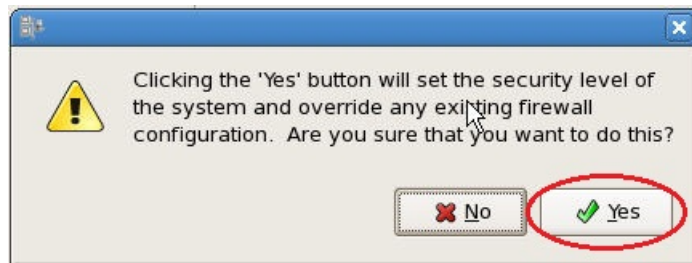 Clicking the 'Yes' button will set the security level of
the system and override any existing firewall
configuration. Are you sure that you want to do this?
No
Yes